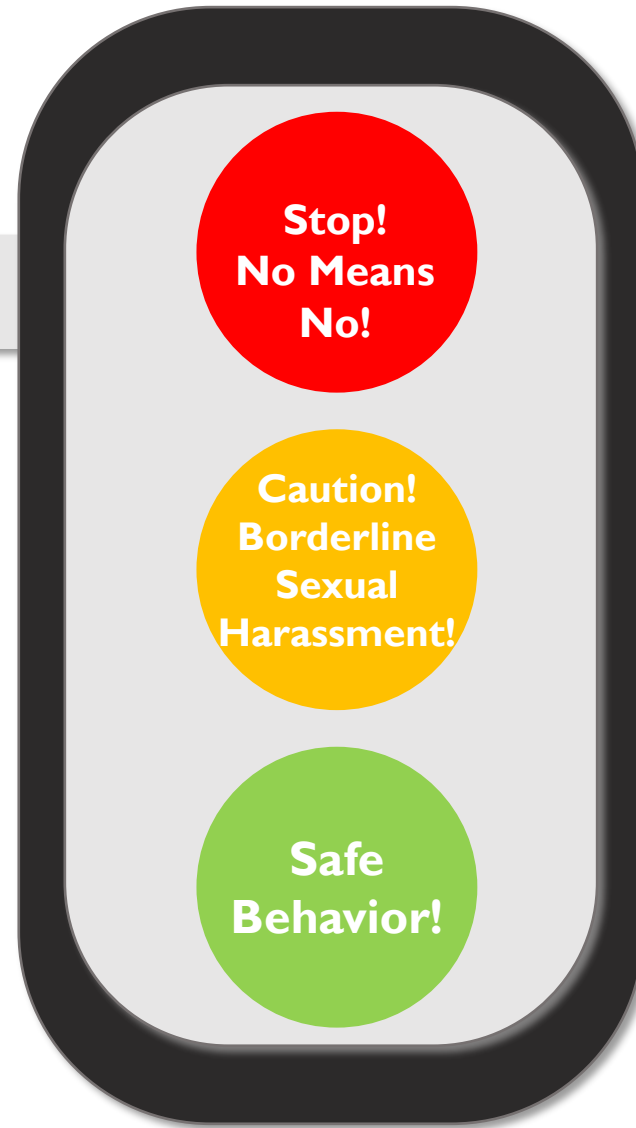 Stop!
No Means
No!
Caution!
Borderline
Sexual
Harassment!
Safe
Behavior!